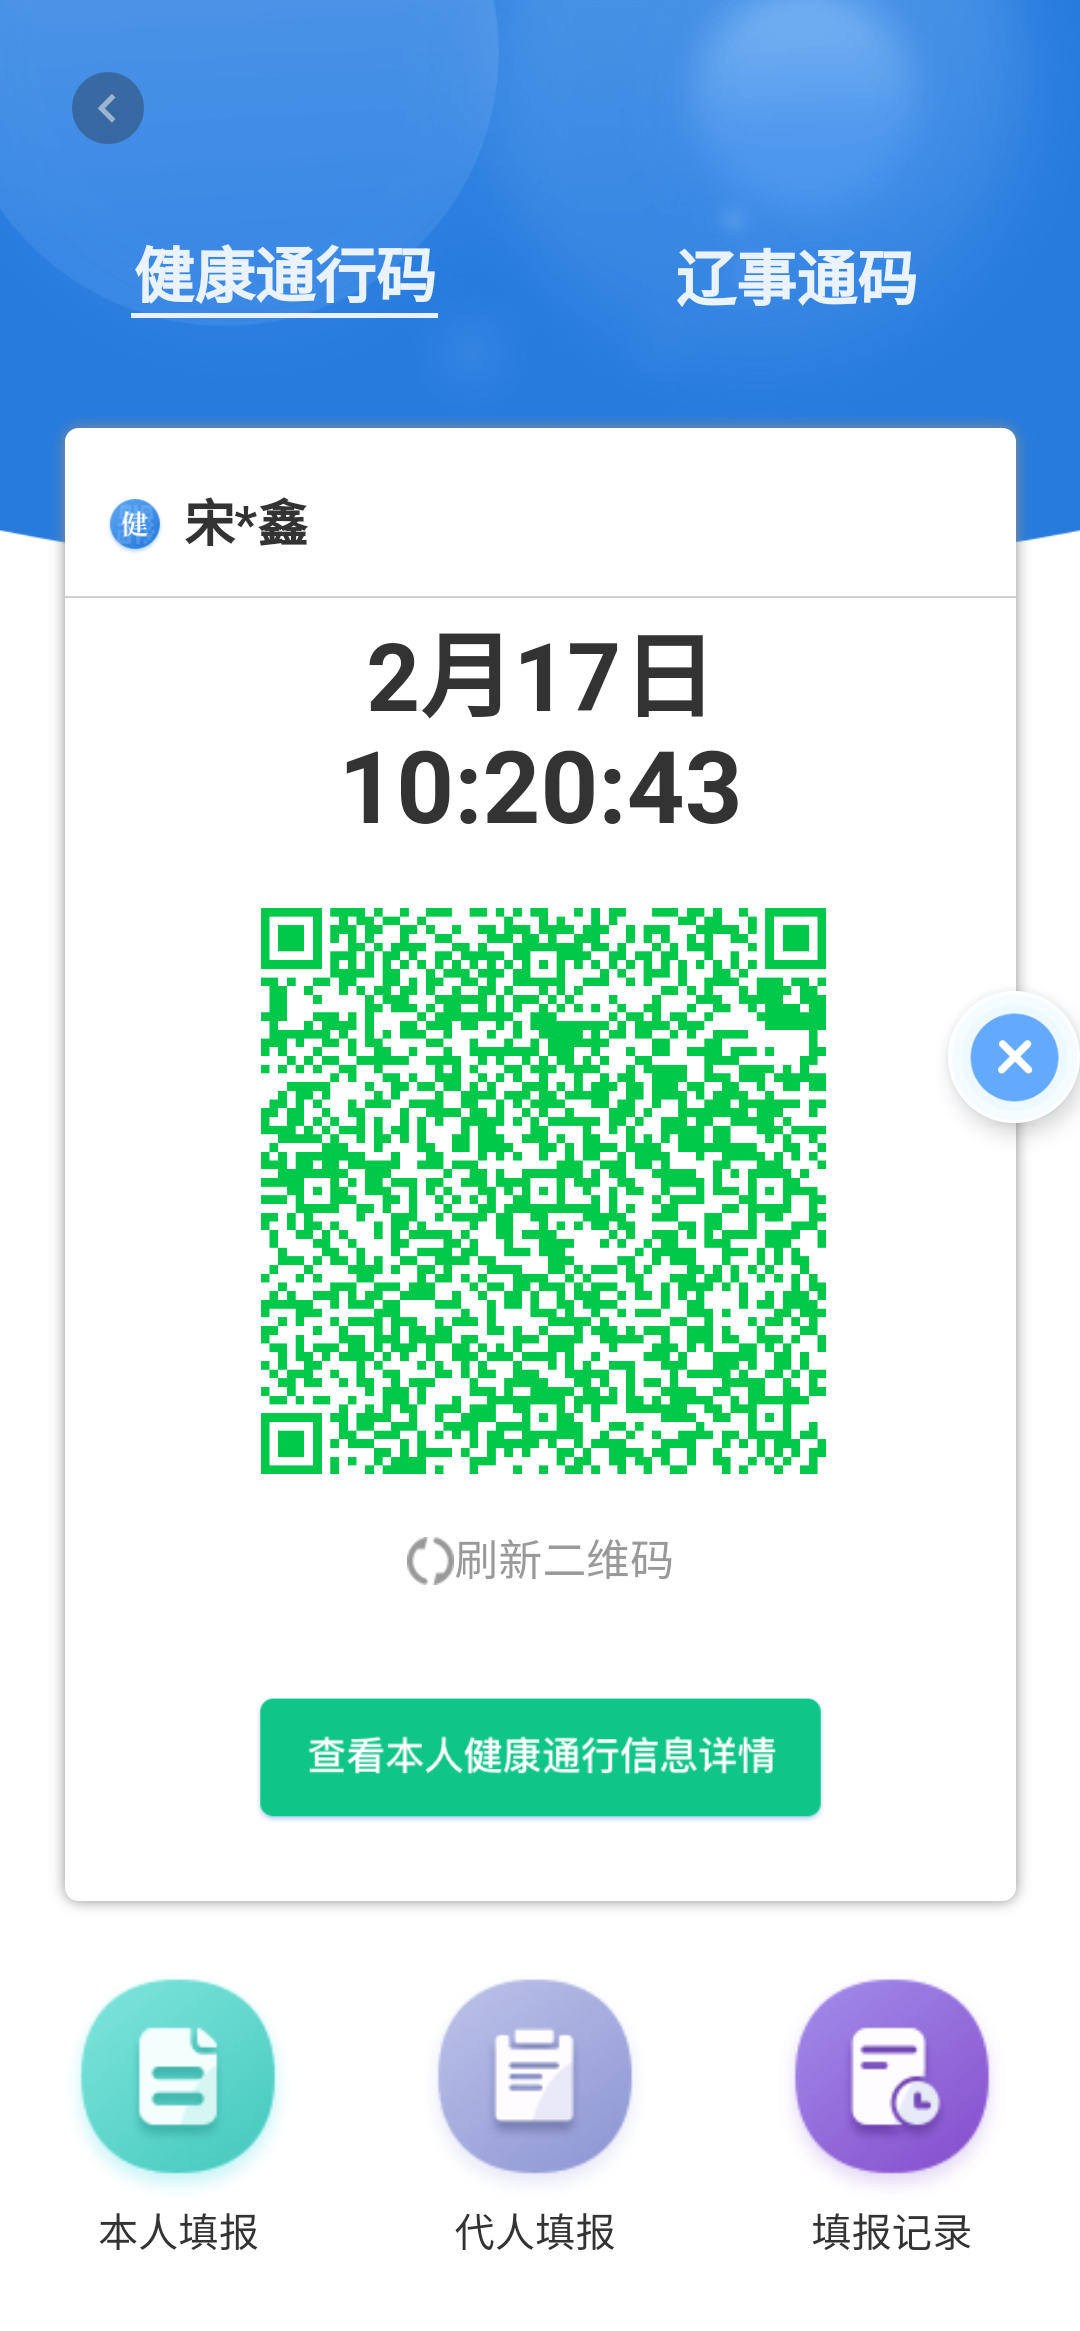 健康通行码
辽事通码
健
宋*鑫
2月17日
10:20:43
刷新二维码
查看本人健康通行信息详情
本人填报
代人填报
填报记录